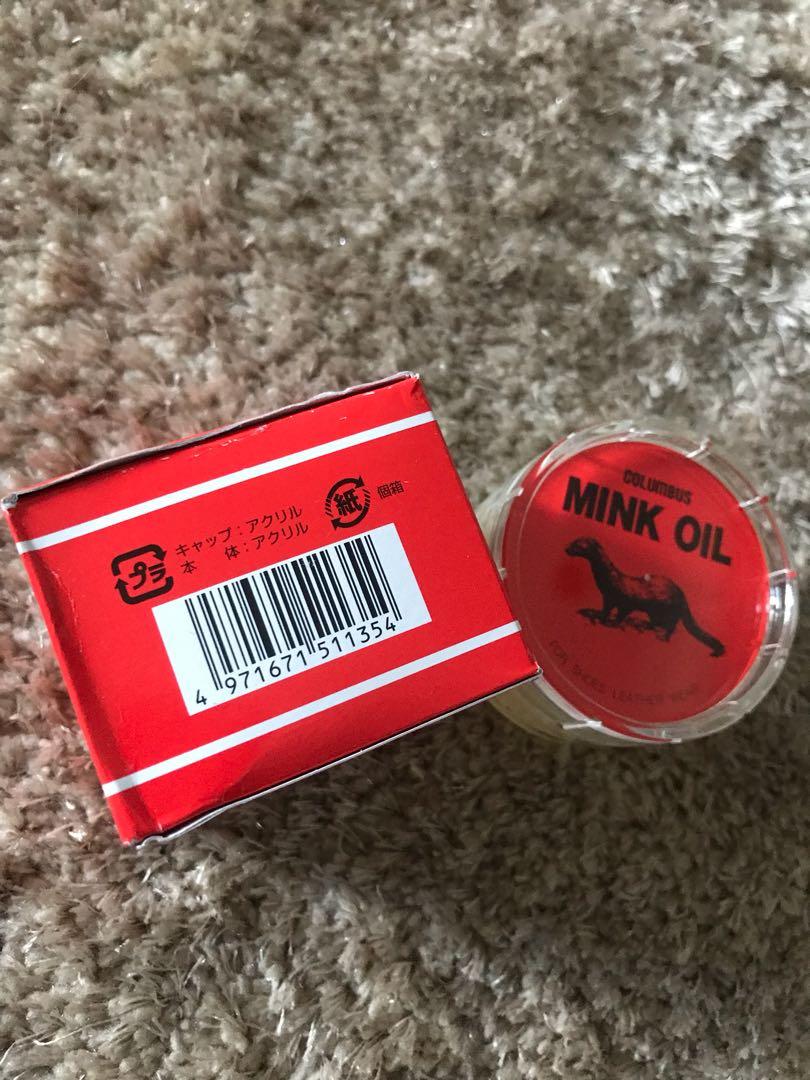 プラ
キャップ：アクリル
本　体：アクリル
紙
個箱
4 971671 511354
COLUMBUS
MINK OIL
FOR SHOES LEATHER WEAR